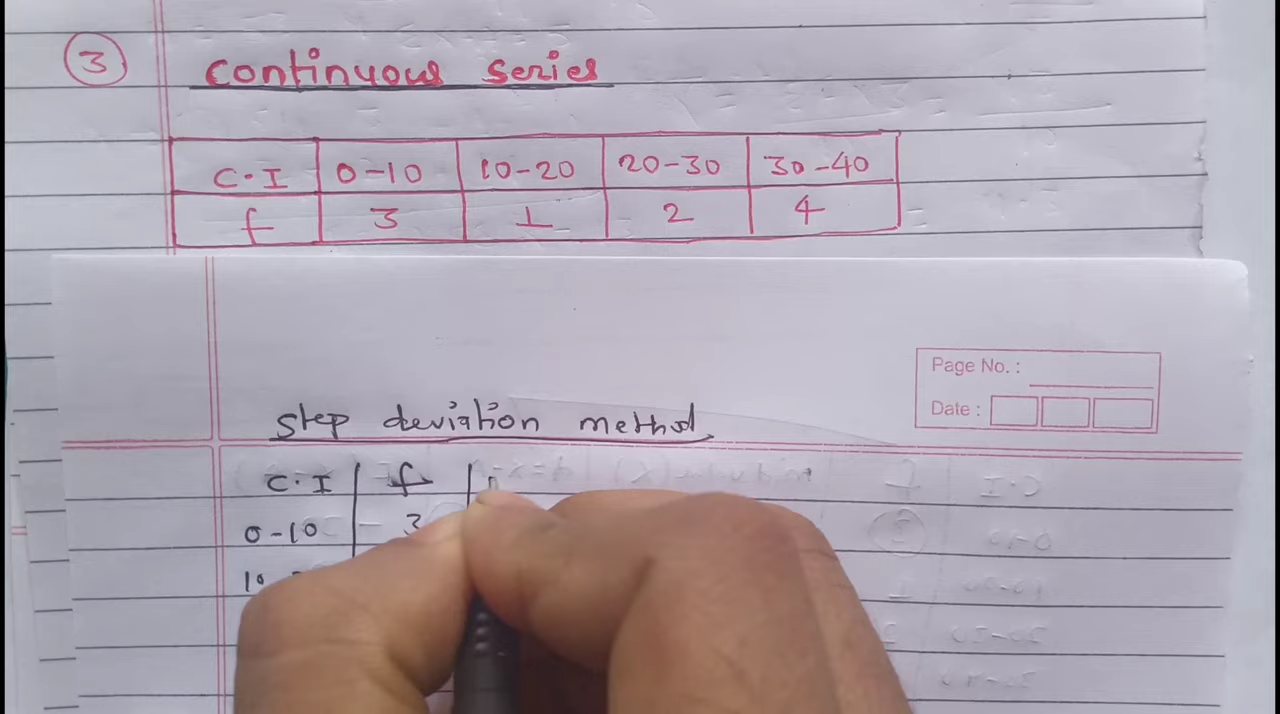 3 continuous series
C.I 0-10 10-20 20-30 30-40
f 3 1 2 4
Page No. :
Date :
step deviation method
C.I f
0-10 3